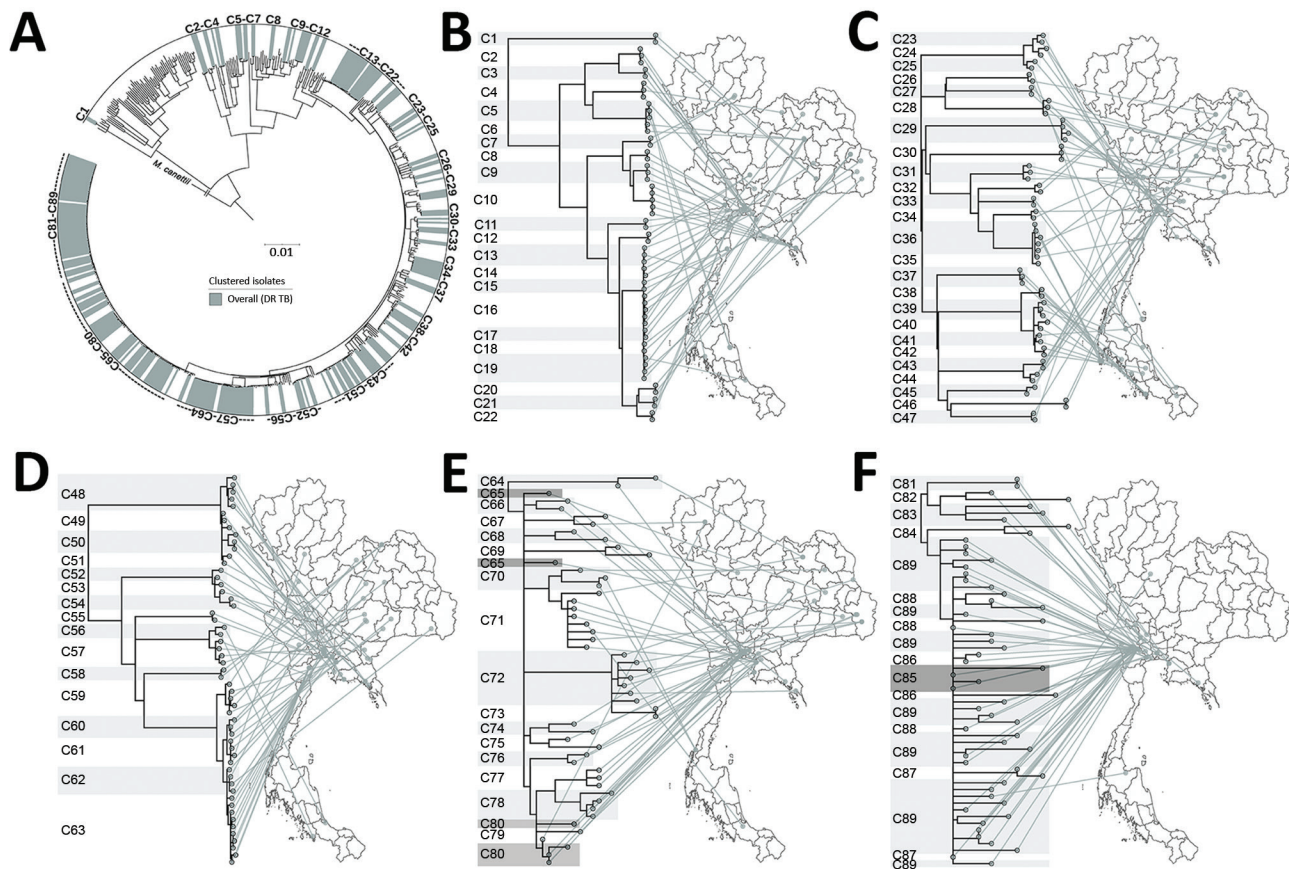 A
C1
C2-C4
C5-C7
C8
C9-C12
---C13-C22---
C23-C25
C26-C29
C30-C33
C34-C37
C38-C42
---C43-C51---
C52-C56-
--C57-C64-----
C65-C80
C81-C89
M. canettii
0.01
Clustered isolates
Overall (DR TB)
B
C1
C2
C3
C4
C5
C6
C7
C8
C9
C10
C11
C12
C13
C14
C15
C16
C17
C18
C19
C20
C21
C22
C
C23
C24
C25
C26
C27
C28
C29
C30
C31
C32
C33
C34
C36
C35
C37
C38
C39
C40
C41
C42
C43
C44
C45
C46
C47
D
C48
C49
C50
C51
C52
C53
C54
C55
C56
C57
C58
C59
C60
C61
C62
C63
E
C64
C65
C66
C67
C68
C69
C65
C70
C71
C72
C73
C74
C75
C76
C77
C78
C80
C79
C80
F
C81
C82
C83
C84
C89
C88
C89
C88
C89
C86
C85
C86
C89
C88
C89
C87
C89
C87
C89